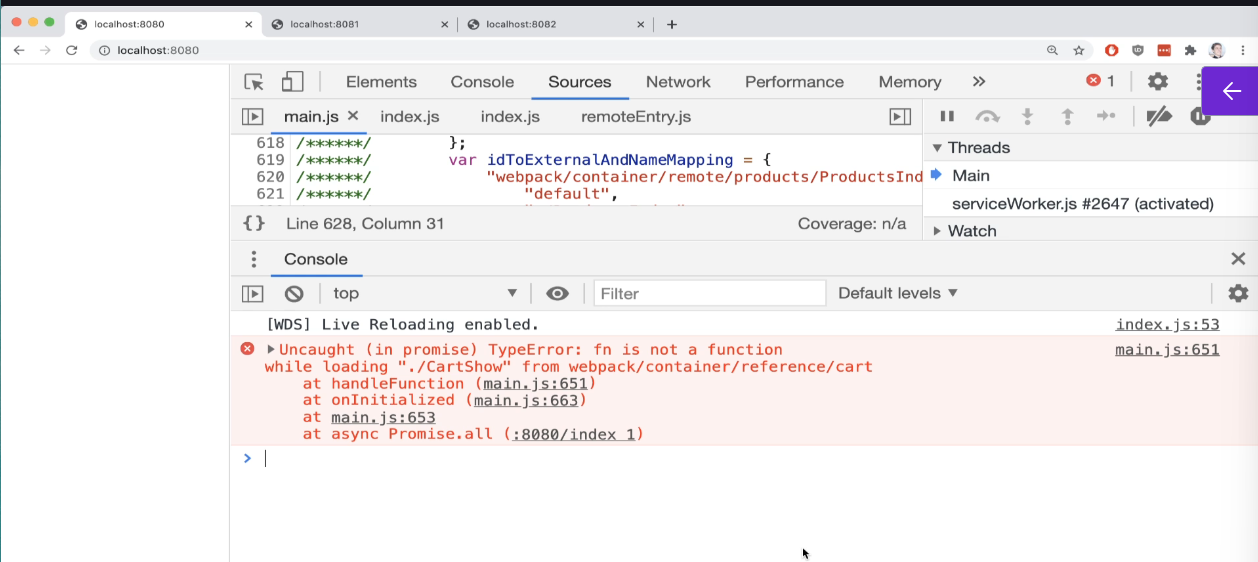 localhost:8080 localhost:8081 localhost:8082
localhost:8080
Elements Console Sources Network Performance Memory 1
main.js index.js index.js remoteEntry.js
618 /******/ };
619 /******/ var idToExternalAndNameMapping = {
620 /******/ "webpack/container/remote/products/ProductsInd
621 /******/ "default",
{} Line 628, Column 31 Coverage: n/a
Threads
Main
serviceWorker.js #2647 (activated)
Watch
Console
top Filter Default levels
[WDS] Live Reloading enabled. index.js:53
Uncaught (in promise) TypeError: fn is not a function main.js:651
while loading "./CartShow" from webpack/container/reference/cart
at handleFunction (main.js:651)
at onInitialized (main.js:663)
at main.js:653
at async Promise.all (:8080/index 1)
>